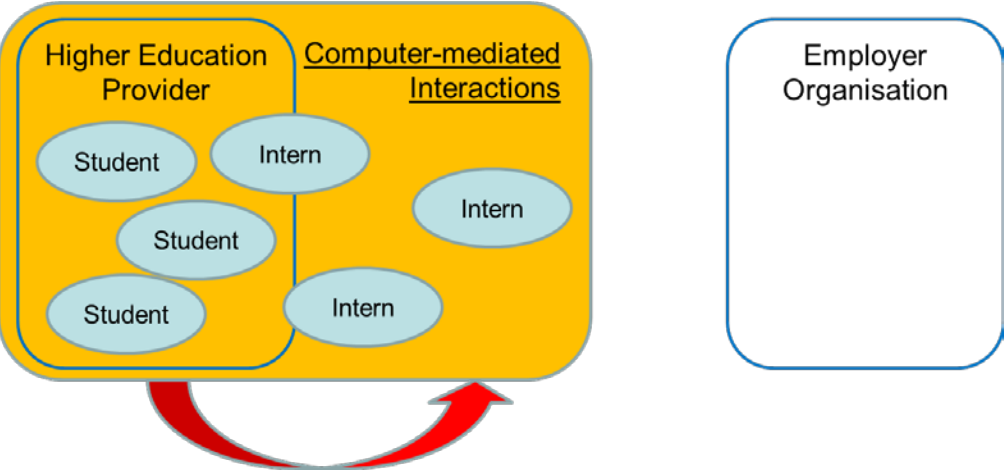 Higher Education
Provider
Computer-mediated
Interactions
Employer
Organisation
Student
Intern
Intern
Student
Intern
Student